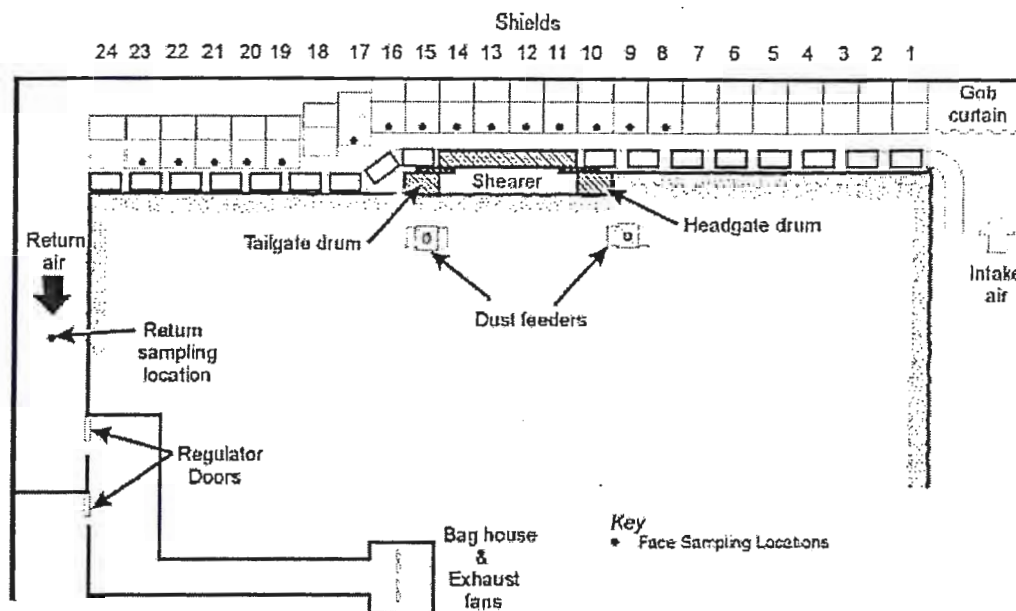 Shields
24 23 22 21 20 19 18 17 16 15 14 13 12 11 10 9 8 7 6 5 4 3 2 1
Gob
curtain
Shearer
Tailgate drum
Headgate drum
Return
air
Intake
air
Dust feeders
Return
sampling
location
Regulator
Doors
Bag house
&
Exhaust
fans
Key
• Face Sampling Locations